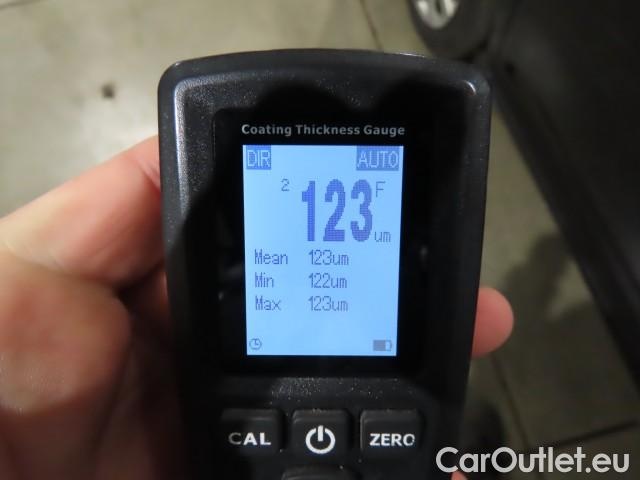 Coating Thickness Gauge
DIR AUTO
2 123 F um
Mean 123um
Min 122um
Max 123um
CAL ZERO
CarOutlet.eu